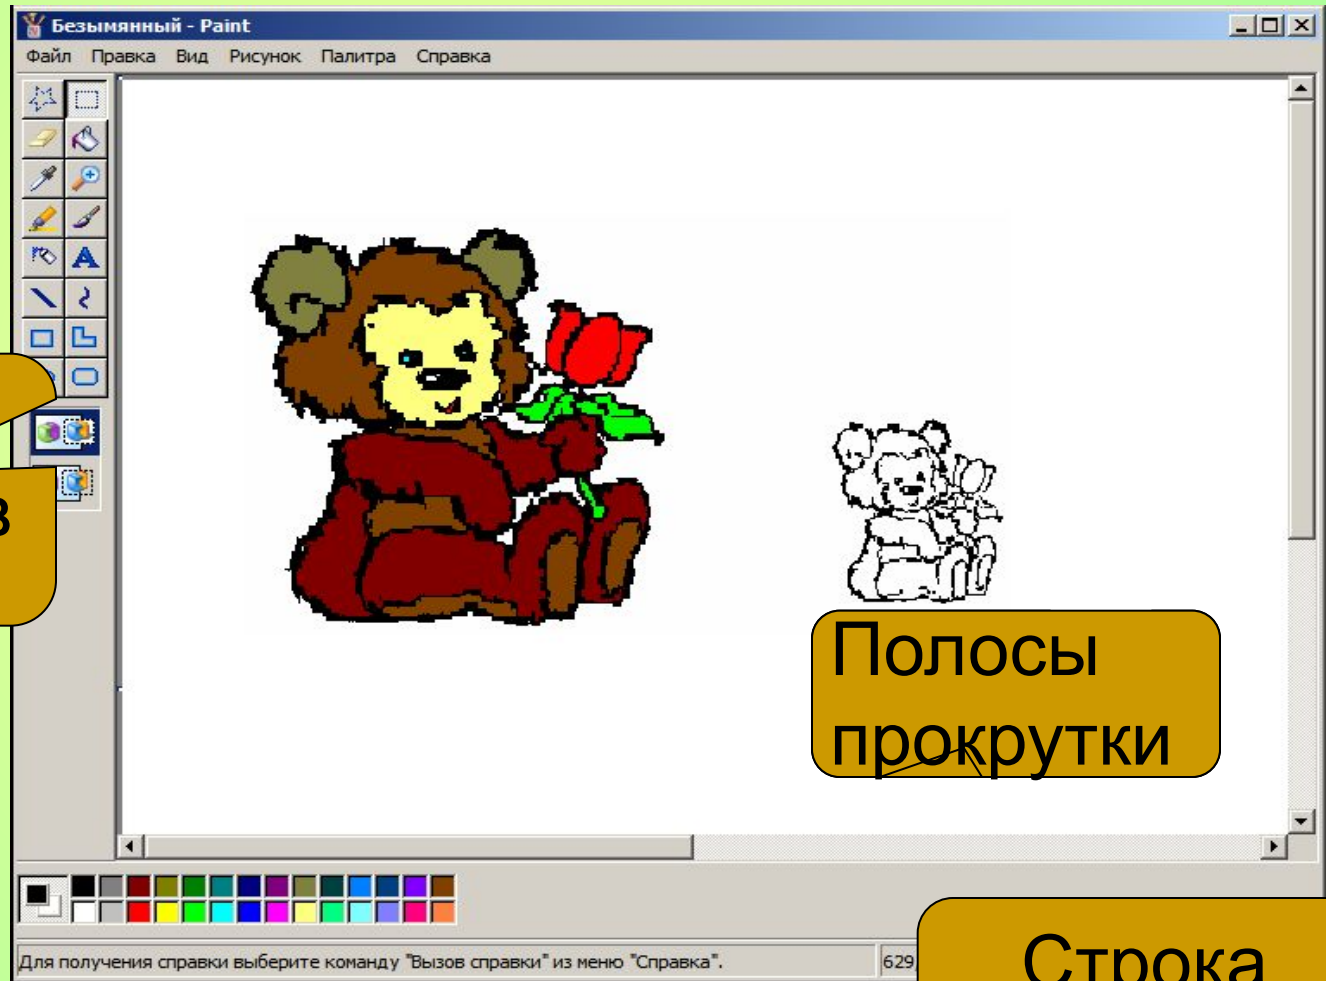 Безымянный - Paint
Файл Правка Вид Рисунок Палитра Справка
в
Полосы
прокрутки
Для получения справки выберите команду "Вызов справки" из меню "Справка".
629,
Строка